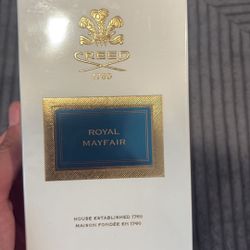 CREED
1760
ROYAL
MAYFAIR
HOUSE ESTABLISHED 1760
MAISON FONDÉE EN 1760